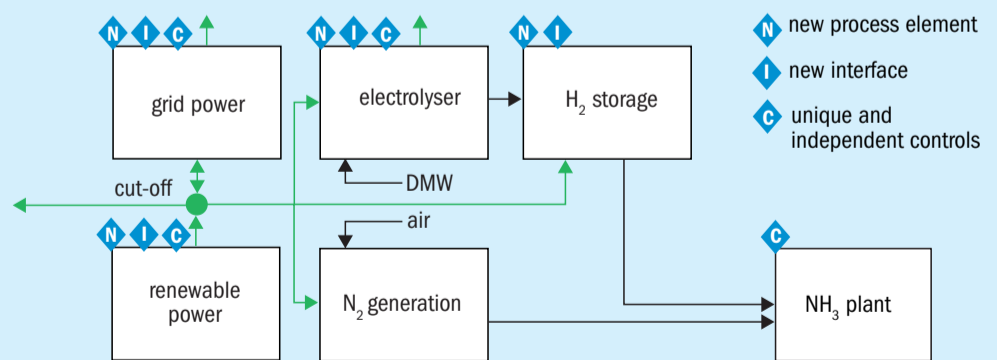 N I C
N I C
N I
N new process element
I new interface
C unique and
independent controls
grid power
electrolyser
H₂ storage
cut-off
DMW
air
N I C
C
renewable
power
N₂ generation
NH₃ plant